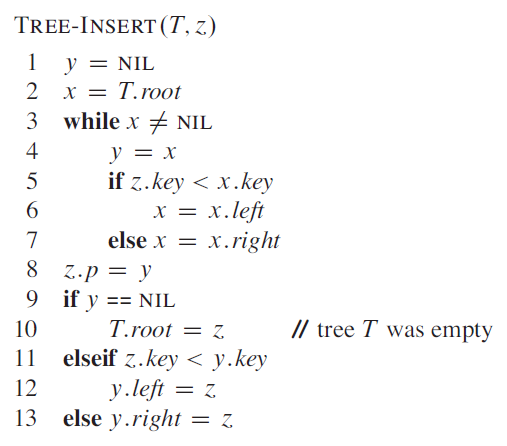 TREE-INSERT(T, z)
1 y = NIL
2 x = T.root
3 while x ≠ NIL
4 y = x
5 if z.key < x.key
6 x = x.left
7 else x = x.right
8 z.p = y
9 if y == NIL
10 T.root = z // tree T was empty
11 elseif z.key < y.key
12 y.left = z
13 else y.right = z